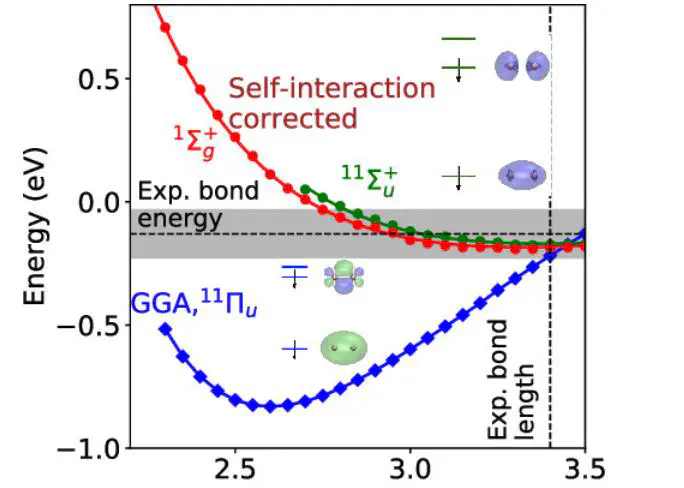 0.5
0.0
−0.5
−1.0
Energy (eV)
Self-interaction
corrected
¹Σg⁺
¹¹Σu⁺
Exp. bond
energy
GGA,¹¹Πu
Exp. bond
length
2.5 3.0 3.5